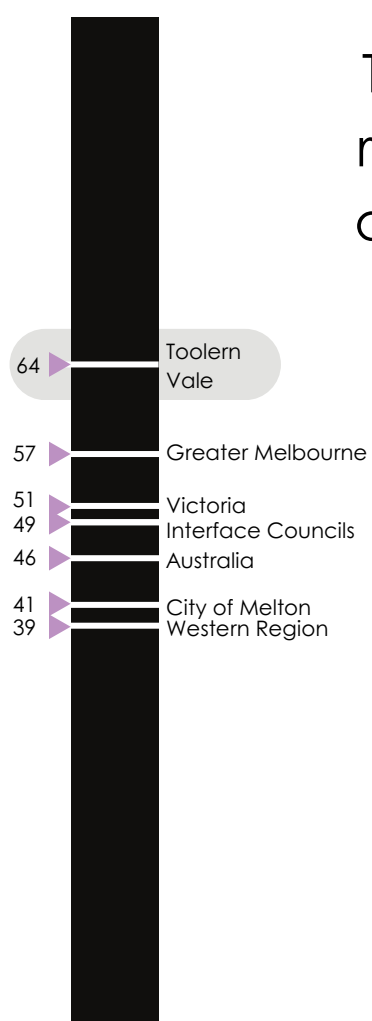 64 Toolern
Vale
57 Greater Melbourne
51 Victoria
49 Interface Councils
46 Australia
41 City of Melton
39 Western Region